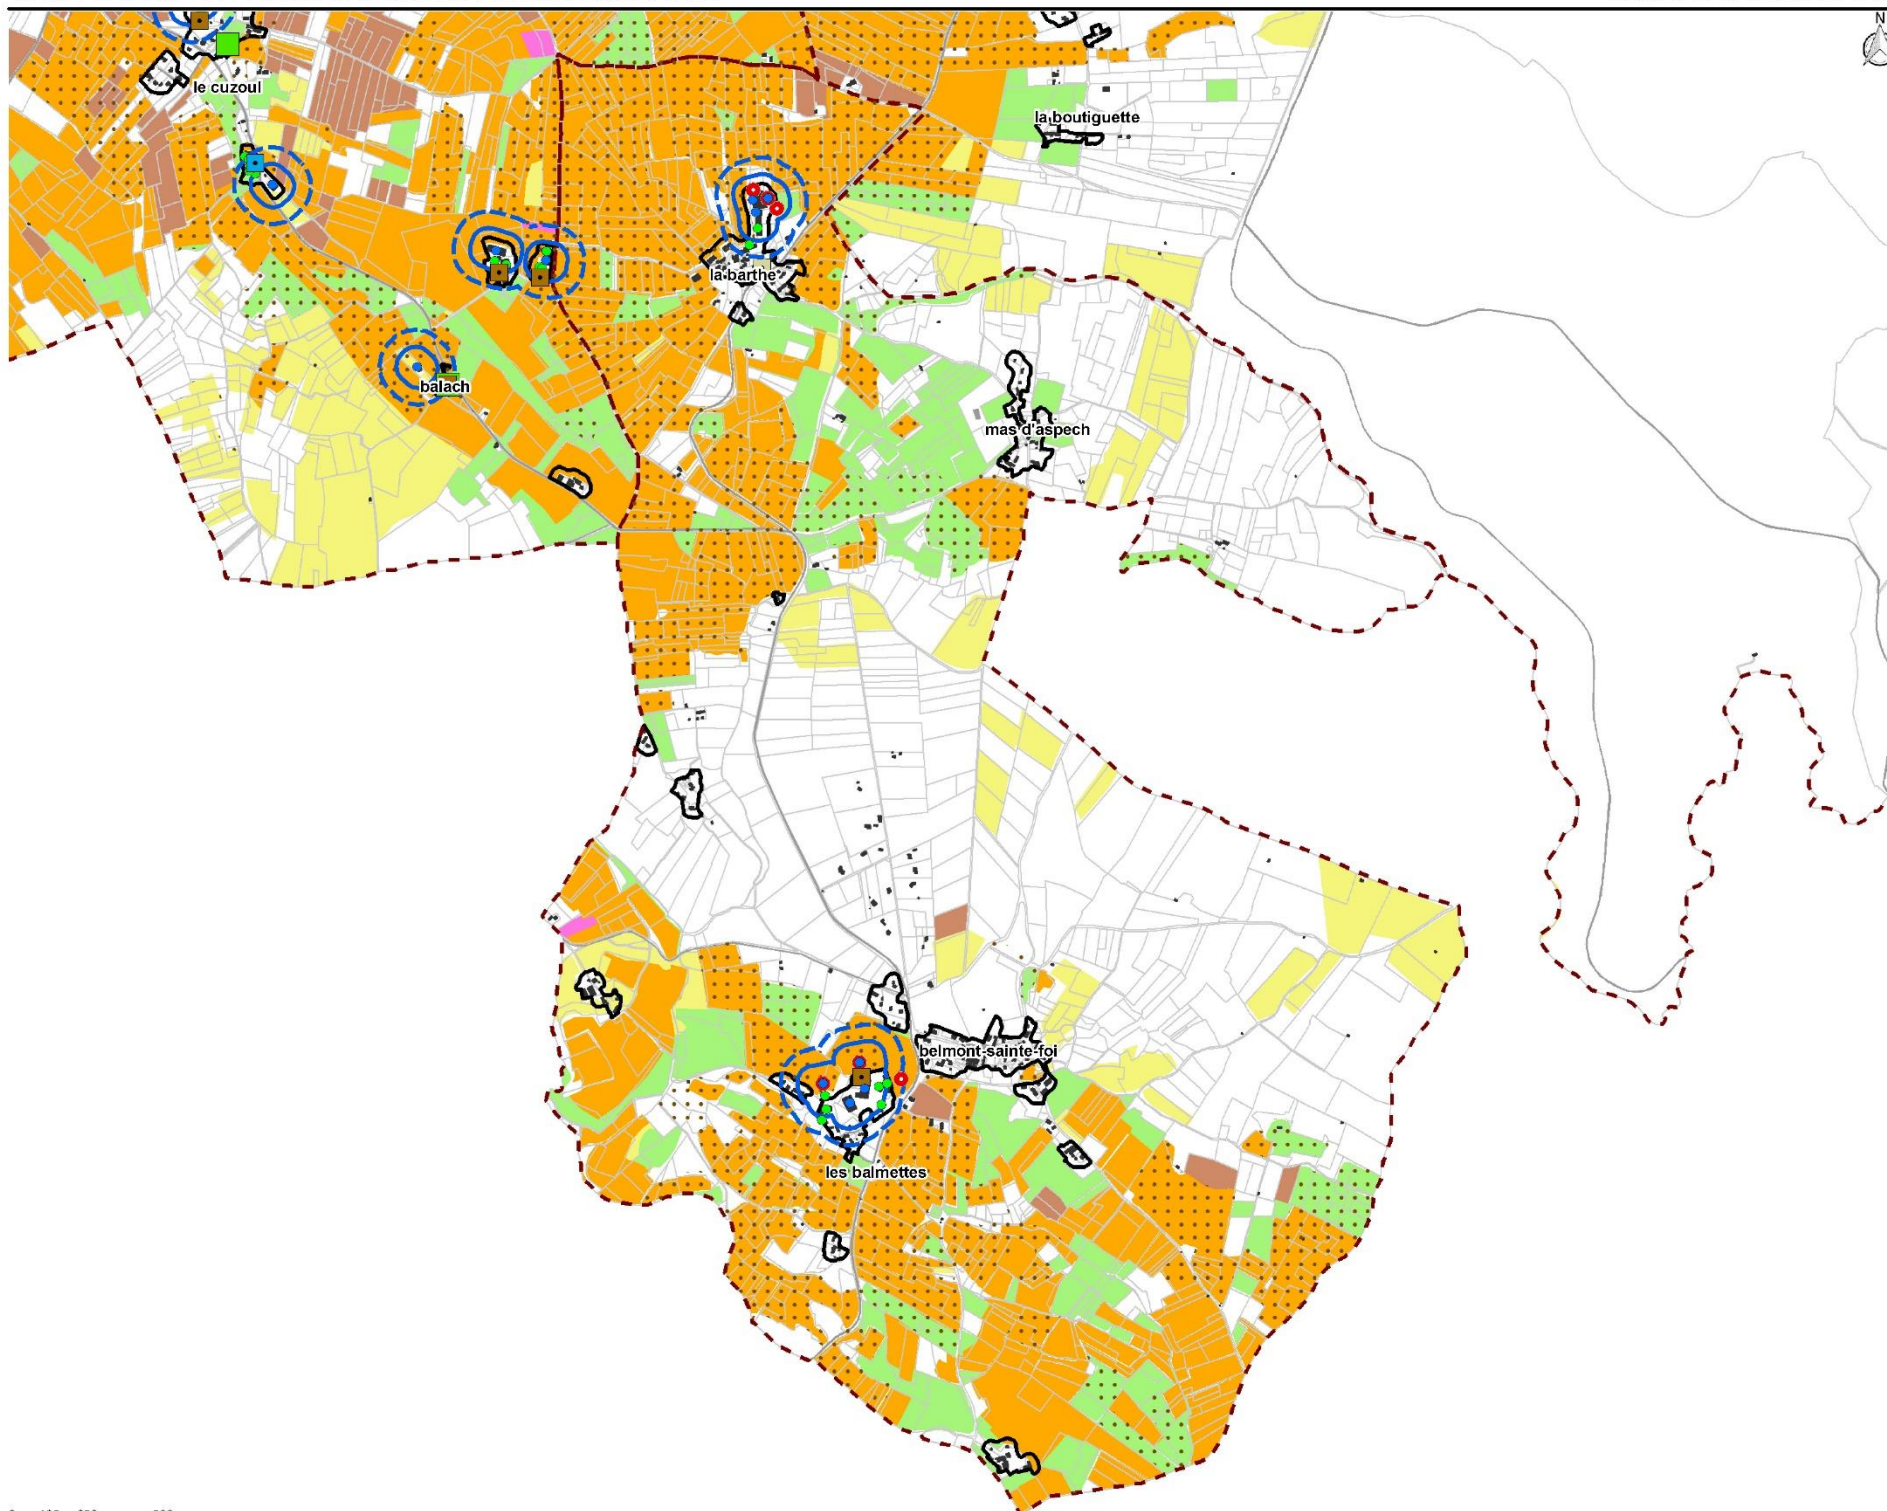 N
le cuzoul
la boutiguette
la barthe
balach
mas d'aspech
belmont-sainte-foi
les balmettes